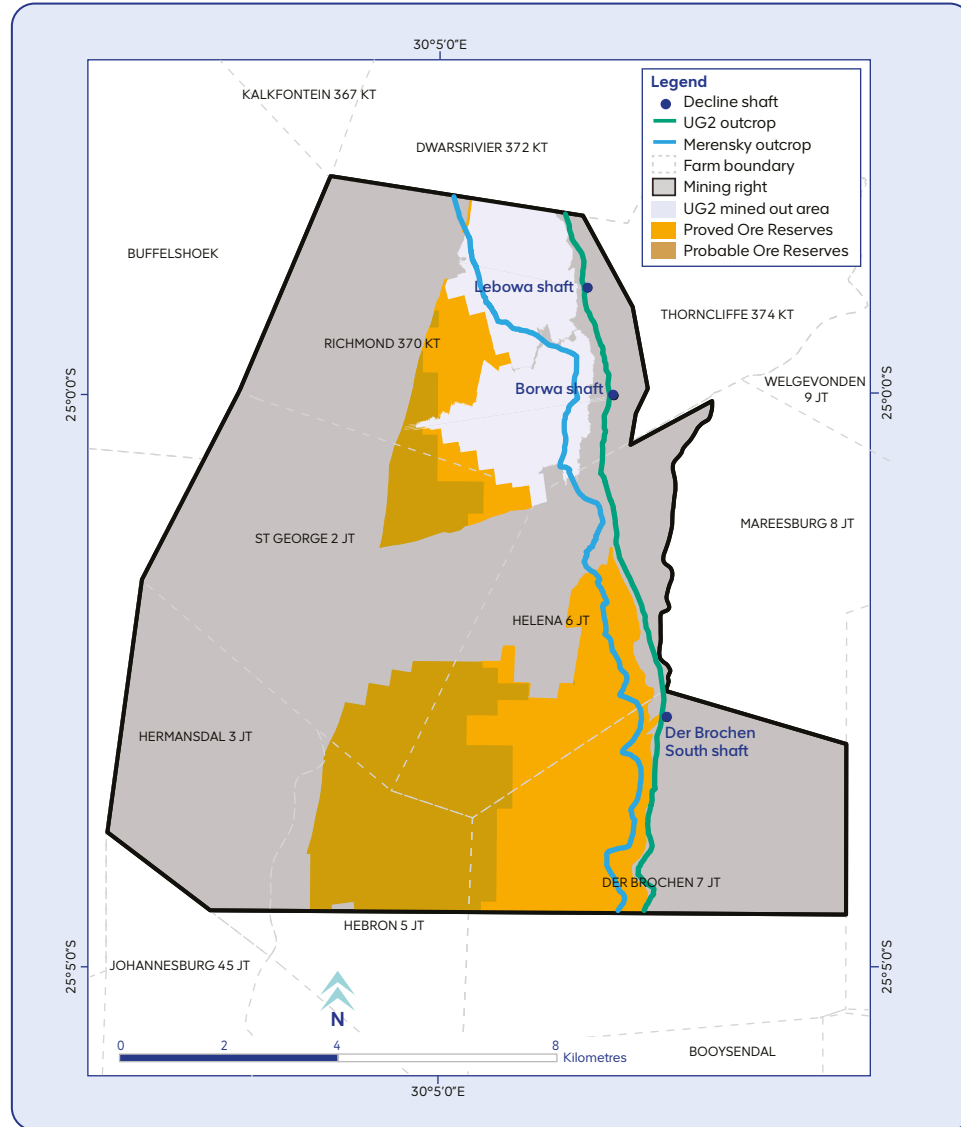 30°5'0"E
KALKFONTEIN 367 KT
DWARSRIVIER 372 KT
Legend
Decline shaft
UG2 outcrop
Merensky outcrop
Farm boundary
Mining right
UG2 mined out area
Proved Ore Reserves
Probable Ore Reserves
BUFFELSHOEK
Lebowa shaft
THORNCLIFFE 374 KT
RICHMOND 370 KT
25°0'0"S
Borwa shaft
WELGEVONDEN
9 JT
25°0'0"S
ST GEORGE 2 JT
MAREESBURG 8 JT
HELENA 6 JT
HERMANSDAL 3 JT
Der Brochen
South shaft
DER BROCHEN 7 JT
HEBRON 5 JT
25°5'0"S
JOHANNESBURG 45 JT
25°5'0"S
N
0 2 4 8
Kilometres
BOOYSENDAL
30°5'0"E